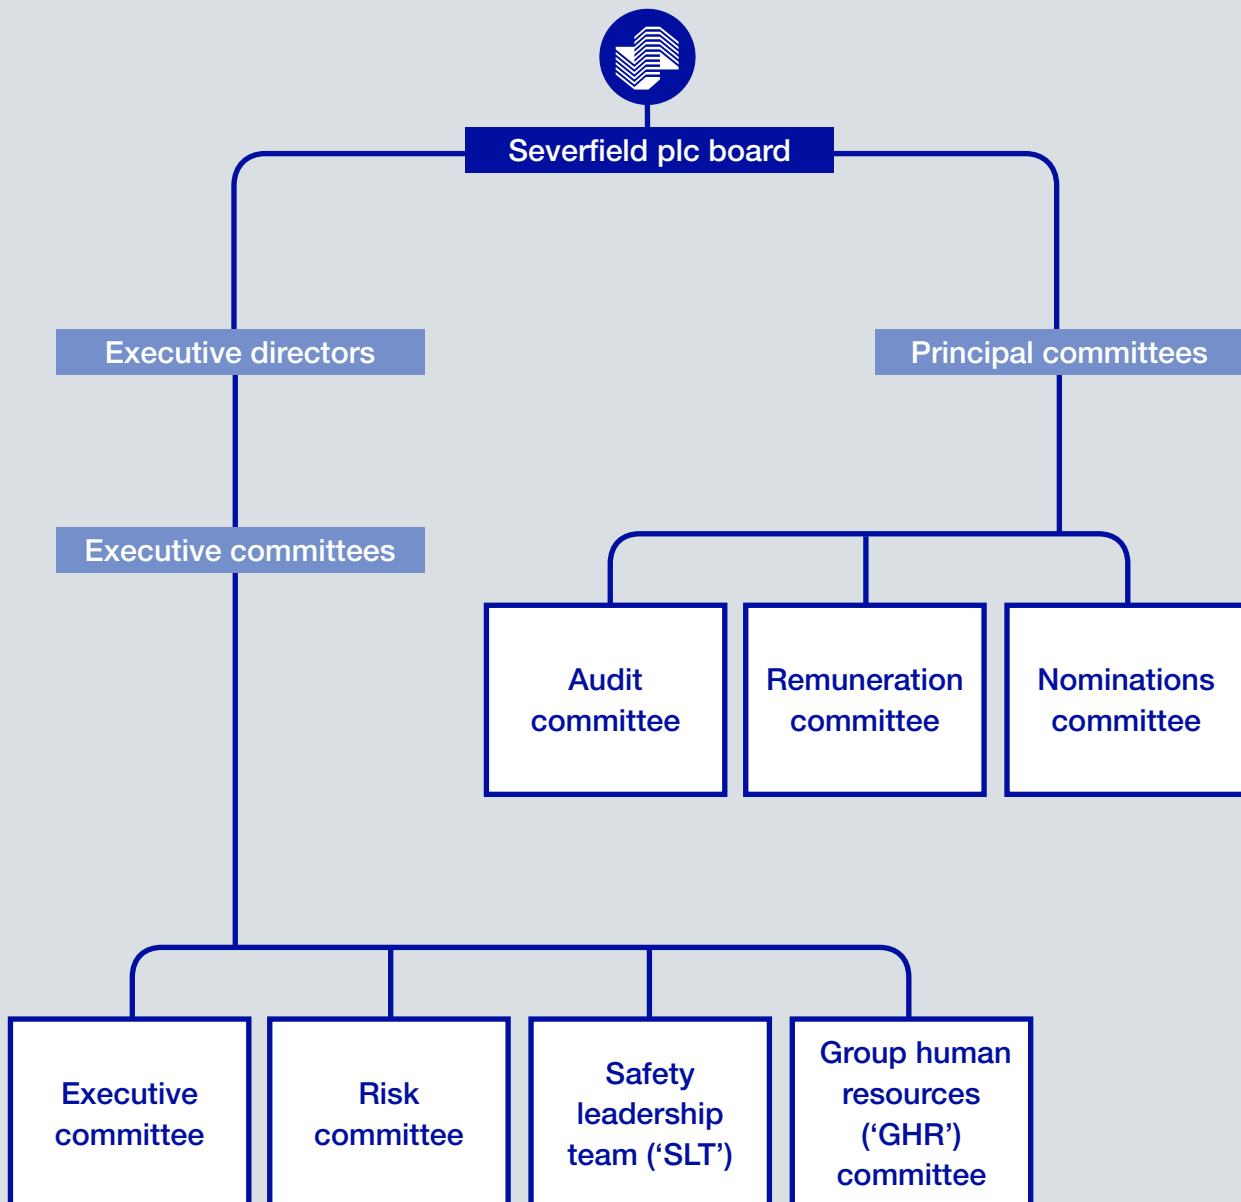 Severfield plc board
Executive directors
Principal committees
Executive committees
Audit
committee
Remuneration
committee
Nominations
committee
Executive
committee
Risk
committee
Safety
leadership
team (‘SLT’)
Group human
resources
(‘GHR’)
committee